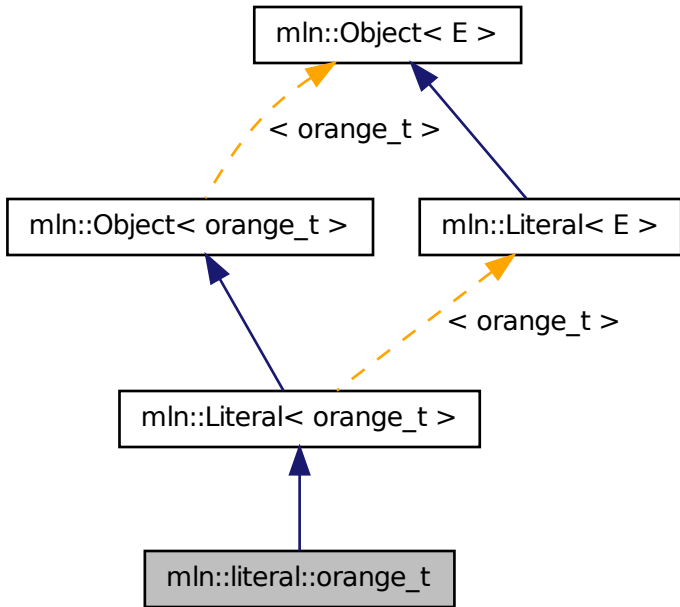 mln::Object< E >
< orange_t >
mln::Object< orange_t >
mln::Literal< E >
< orange_t >
mln::Literal< orange_t >
mln::literal::orange_t